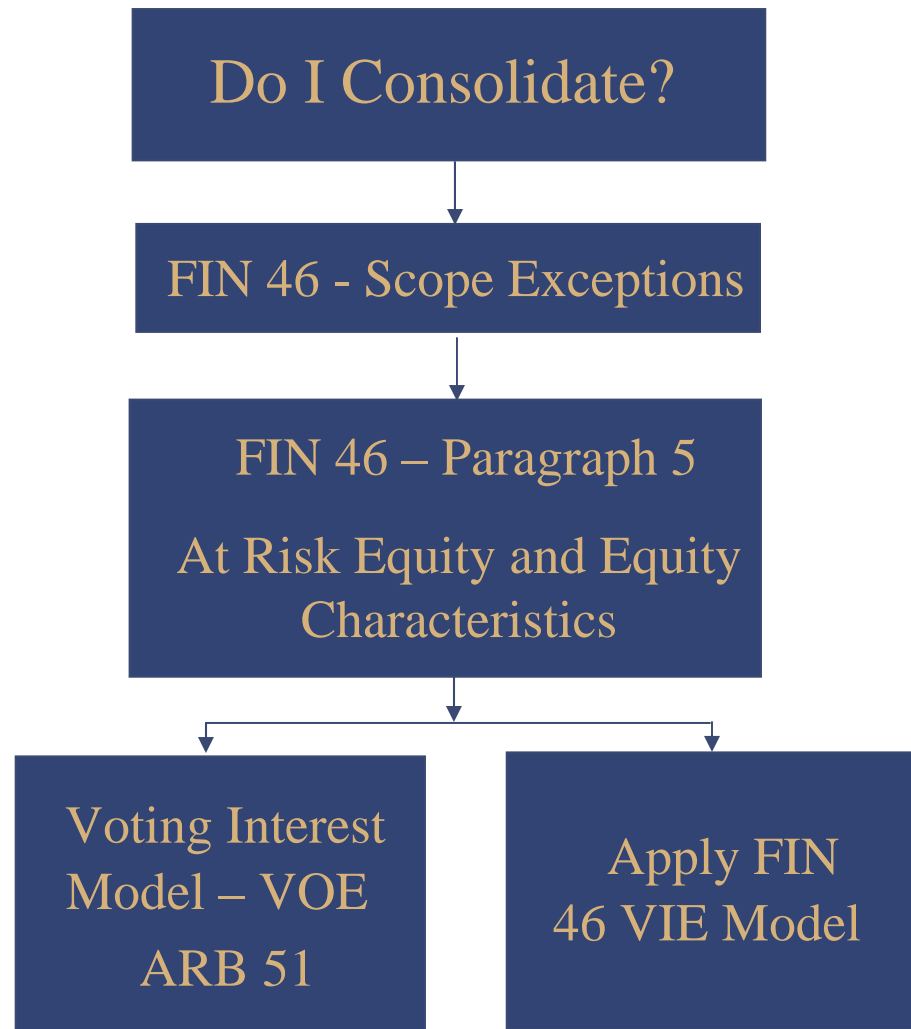 Do I Consolidate?
FIN 46 - Scope Exceptions
FIN 46 – Paragraph 5
At Risk Equity and Equity
Characteristics
Voting Interest
Model – VOE
ARB 51
Apply FIN
46 VIE Model